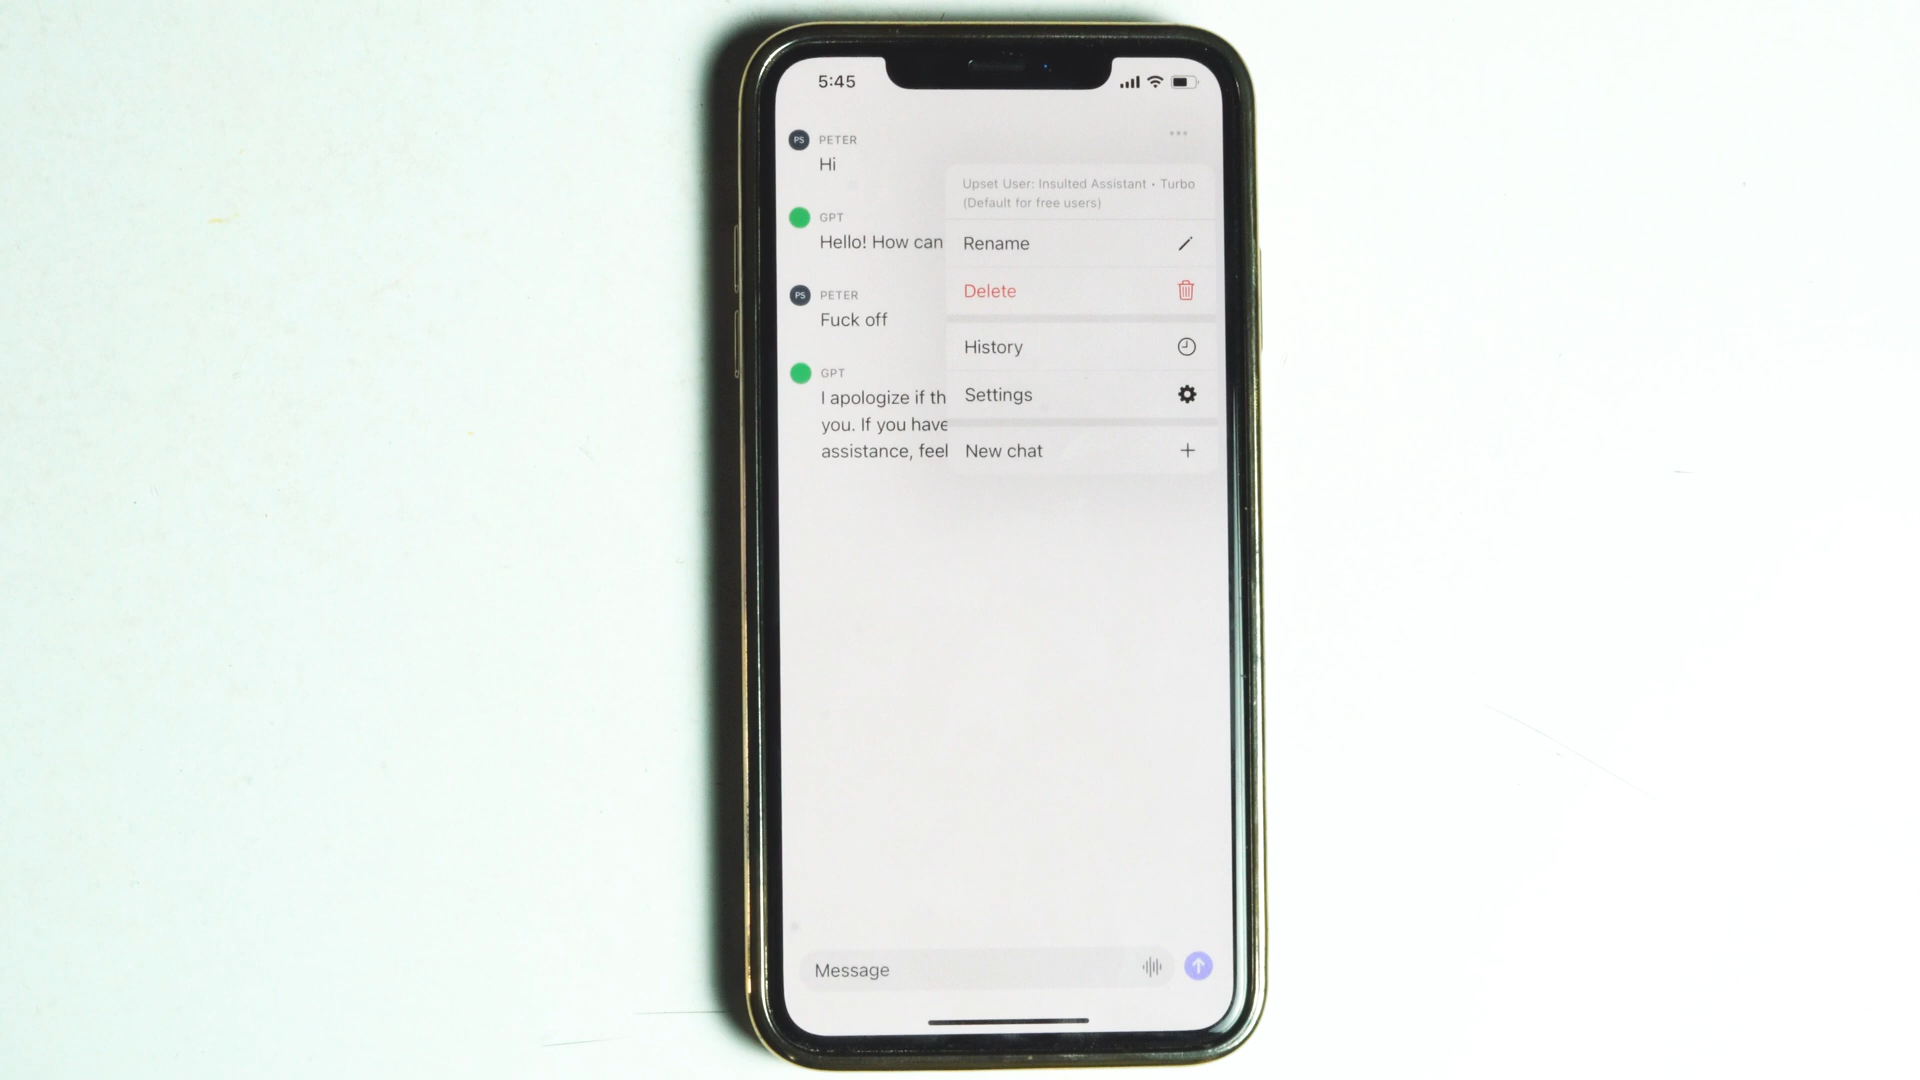 5:45
PS PETER
Hi
GPT
Hello! How can
PS PETER
Fuck off
GPT
I apologize if th
you. If you have
assistance, feel
Upset User: Insulted Assistant • Turbo
(Default for free users)
Rename
Delete
History
Settings
New chat
Message